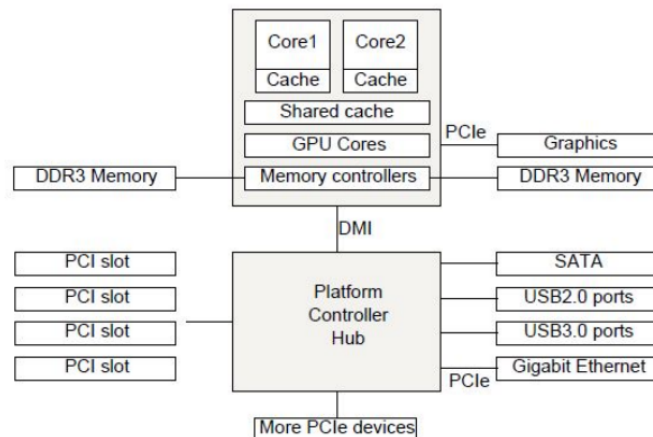 Core1
Core2
Cache
Cache
Shared cache
GPU Cores
PCIe
Graphics
DDR3 Memory
Memory controllers
DDR3 Memory
DMI
PCI slot
PCI slot
PCI slot
PCI slot
Platform
Controller
Hub
SATA
USB2.0 ports
USB3.0 ports
PCIe
Gigabit Ethernet
More PCIe devices